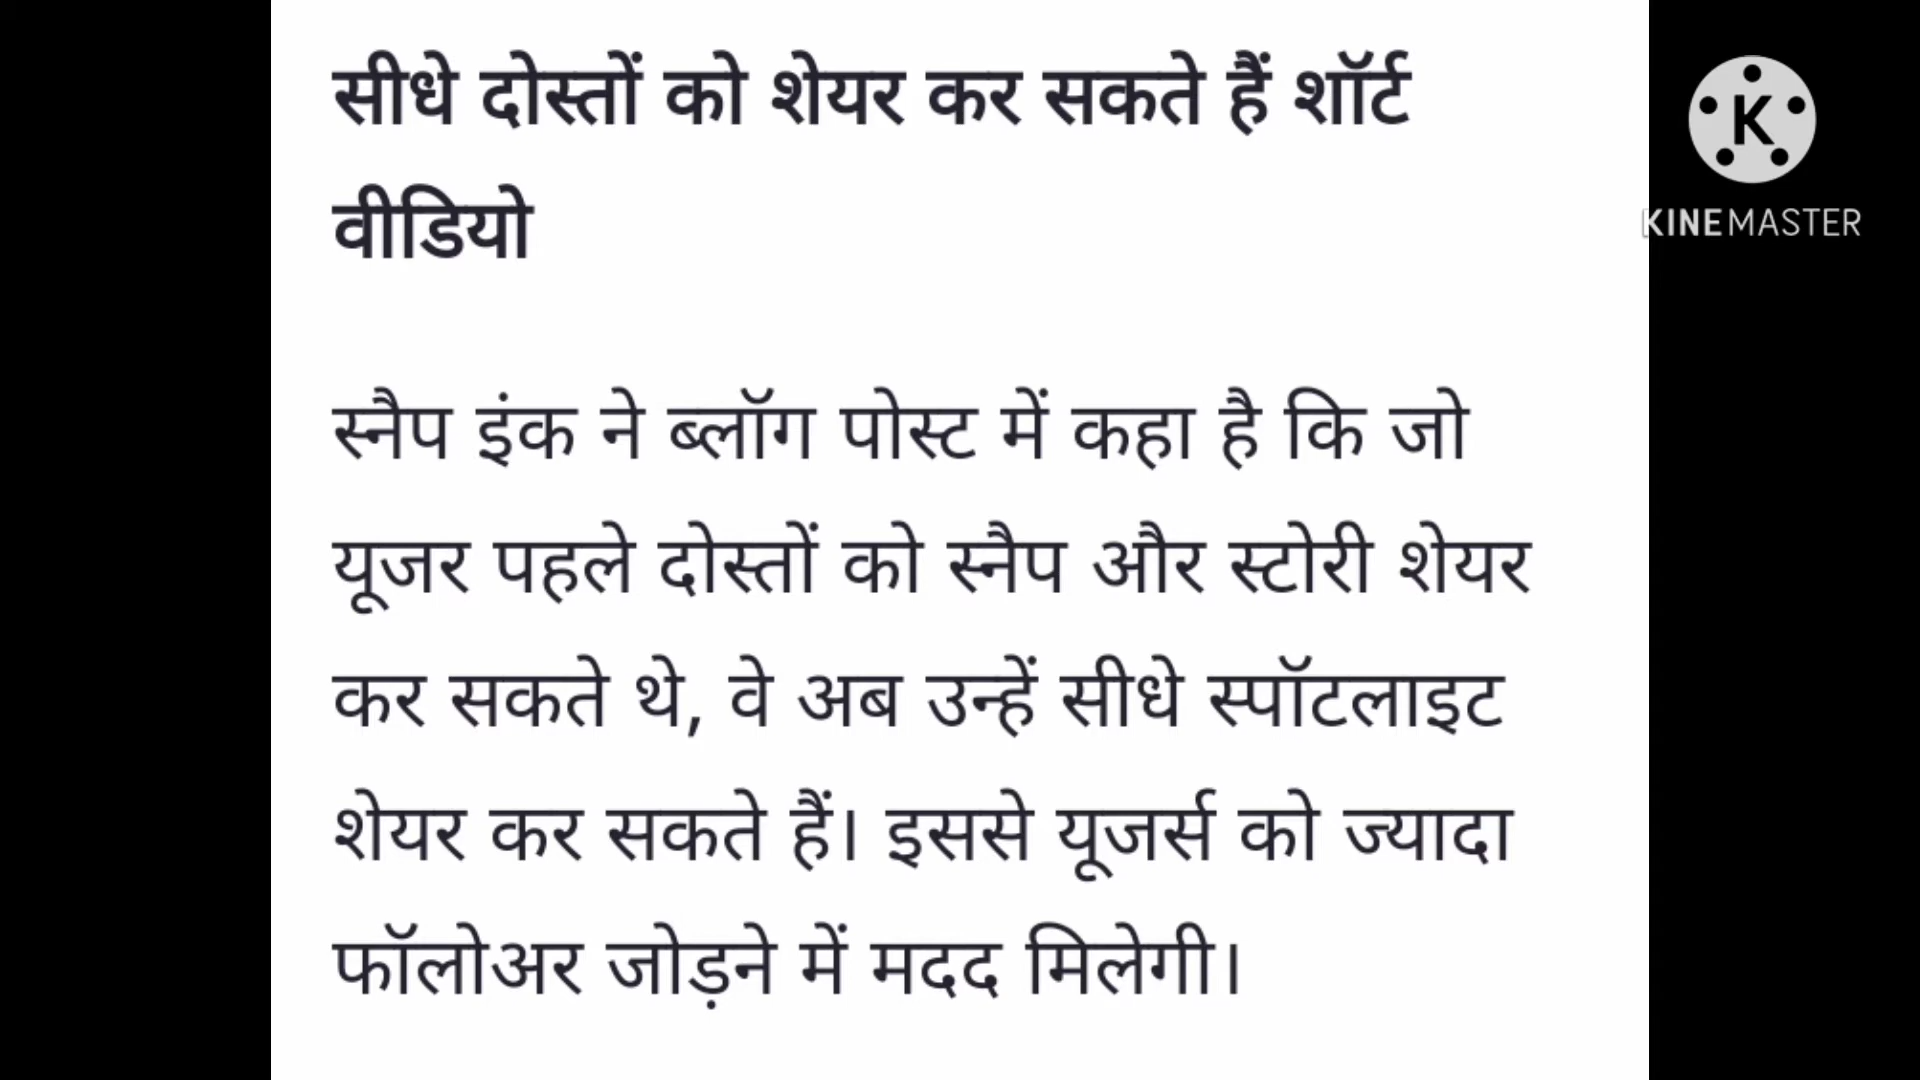 सीधे दोस्तों को शेयर कर सकते हैं शॉर्ट
वीडियो
स्नैप इंक ने ब्लॉग पोस्ट में कहा है कि जो
यूजर पहले दोस्तों को स्नैप और स्टोरी शेयर
कर सकते थे, वे अब उन्हें सीधे स्पॉटलाइट
शेयर कर सकते हैं। इससे यूजर्स को ज्यादा
फॉलोअर जोड़ने में मदद मिलेगी।
K
KINEMASTER